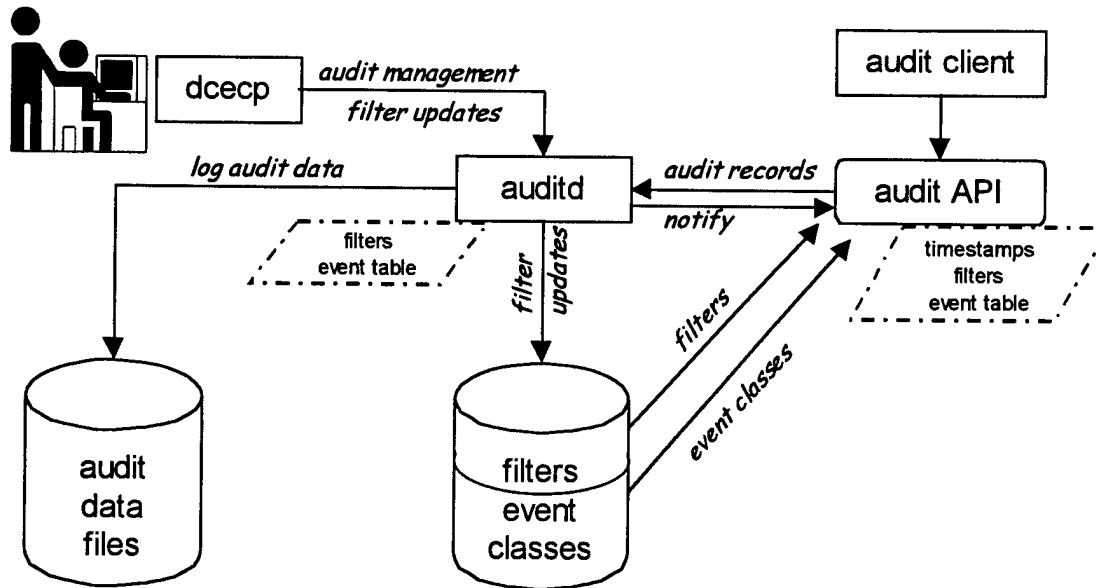 dcecp
audit management
filter updates
audit client
log audit data
auditd
audit records
notify
audit API
filters
event table
timestamps
filters
event table
filter
updates
filters
event classes
audit
data
files
filters
event
classes